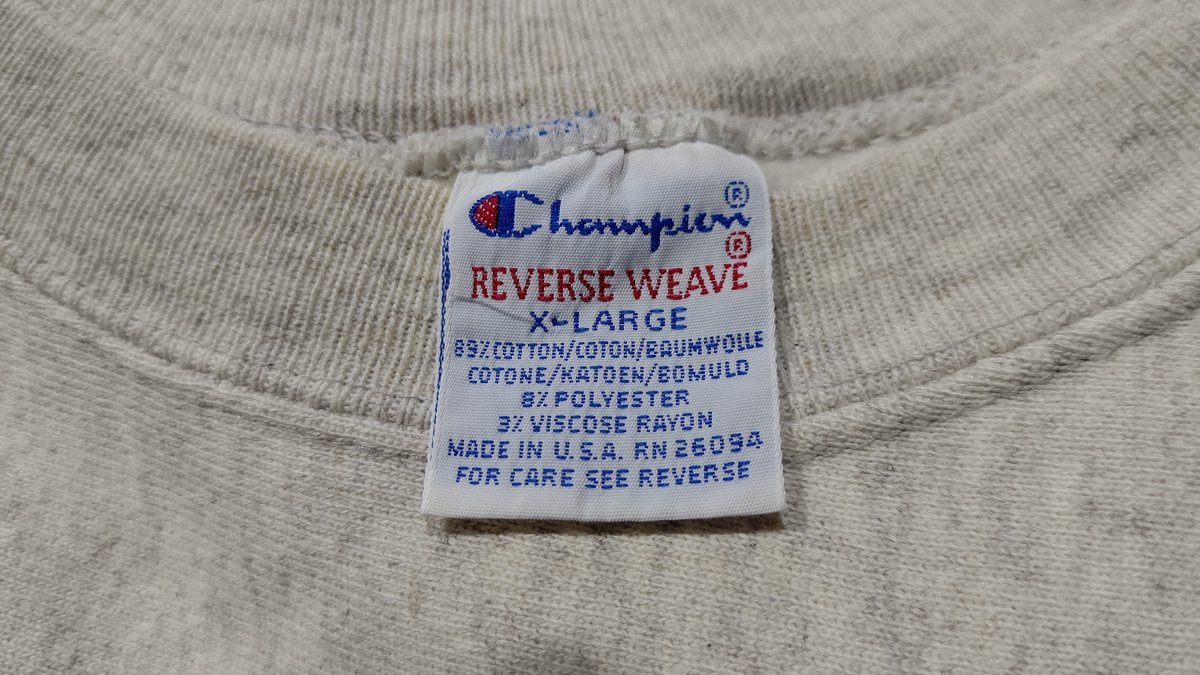 Champion®
REVERSE WEAVE®
X-LARGE
89% COTTON/COTON/BAUMWOLLE
COTONE/KATOEN/BOMULD
8% POLYESTER
3% VISCOSE RAYON
MADE IN U.S.A. RN 26094
FOR CARE SEE REVERSE